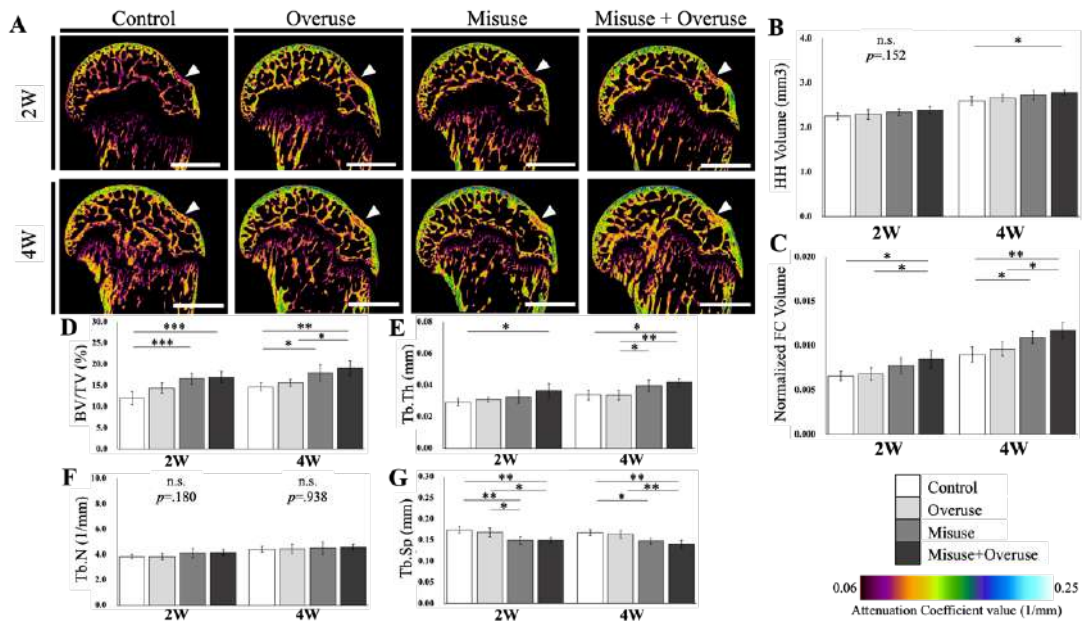 Control Overuse Misuse Misuse + Overuse
A
2W
4W
B
HH Volume (mm3)
4.0
3.0
2.0
1.0
0.0
n.s.
p=.152
*
2W 4W
C
Normalized FC Volume
0.020
0.015
0.010
0.005
0.000
*
*
**
*
*
2W 4W
D
BV/TV (%)
30.0
25.0
20.0
15.0
10.0
5.0
0.0
***
***
**
*
*
2W 4W
E
Tb.Th (mm)
0.08
0.06
0.04
0.02
0.00
*
*
**
*
2W 4W
F
Tb.N (1/mm)
10.0
8.0
6.0
4.0
2.0
0.0
n.s.
p=.180
n.s.
p=.938
2W 4W
G
Tb.Sp (mm)
0.30
0.25
0.20
0.15
0.10
0.05
0.00
**
*
**
*
**
**
*
2W 4W
Control
Overuse
Misuse
Misuse+Overuse
0.06 0.25
Attenuation Coefficient value (1/mm)